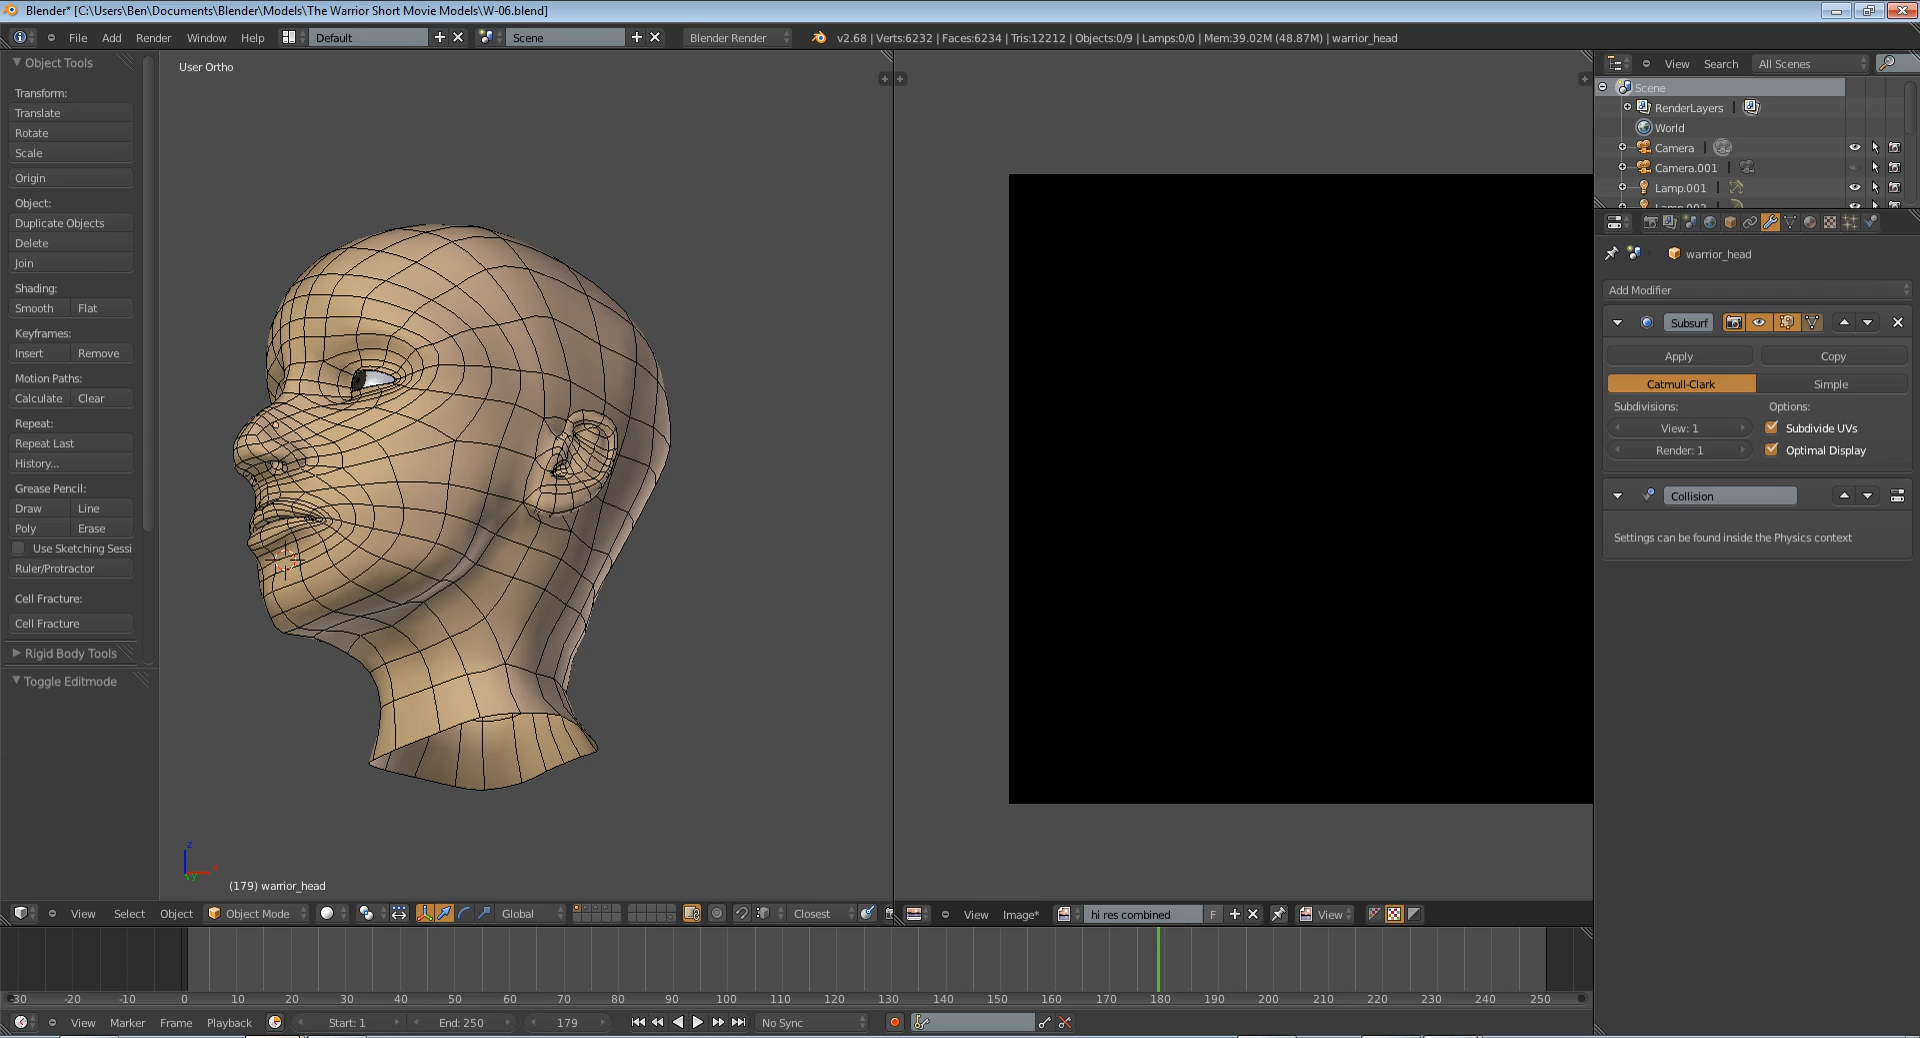 Blender* [C:\Users\Ben\Documents\Blender\Models\The Warrior Short Movie Models\W-06.blend]
File Add Render Window Help Default Scene Blender Render v2.68 | Verts:6232 | Faces:6234 | Tris:12212 | Objects:0/9 | Lamps:0/0 | Mem:39.02M (48.87M) | warrior_head
Object Tools
Transform:
Translate
Rotate
Scale
Origin
Object:
Duplicate Objects
Delete
Join
Shading:
Smooth Flat
Keyframes:
Insert Remove
Motion Paths:
Calculate Clear
Repeat:
Repeat Last
History...
Grease Pencil:
Draw Line
Poly Erase
Use Sketching Sessi
Ruler/Protractor
Cell Fracture:
Cell Fracture
Rigid Body Tools
Toggle Editmode
User Ortho
z
x
y
(179) warrior_head
View Select Object Object Mode Global Closest
View Image* hi res combined F View
View Search All Scenes
Scene
RenderLayers |
World
Camera |
Camera.001 |
Lamp.001 |
warrior_head
Add Modifier
Subsurf
Apply Copy
Catmull-Clark Simple
Subdivisions: Options:
View: 1 Subdivide UVs
Render: 1 Optimal Display
Collision
Settings can be found inside the Physics context
-30 -20 -10 0 10 20 30 40 50 60 70 80 90 100 110 120 130 140 150 160 170 180 190 200 210 220 230 240 250
View Marker Frame Playback Start: 1 End: 250 179 No Sync